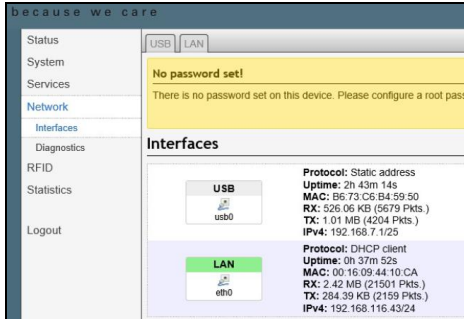 because we care
Status
System
Services
Network
Interfaces
Diagnostics
RFID
Statistics
Logout
USB
LAN
No password set!
There is no password set on this device. Please configure a root pas
Interfaces
USB
usb0
Protocol: Static address
Uptime: 2h 43m 14s
MAC: B6:73:C6:B4:59:50
RX: 526.06 KB (5679 Pkts.)
TX: 1.01 MB (4204 Pkts.)
IPv4: 192.168.7.1/25
LAN
eth0
Protocol: DHCP client
Uptime: 0h 37m 52s
MAC: 00:16:09:44:10:CA
RX: 2.42 MB (21501 Pkts.)
TX: 284.39 KB (2159 Pkts.)
IPv4: 192.168.116.43/24